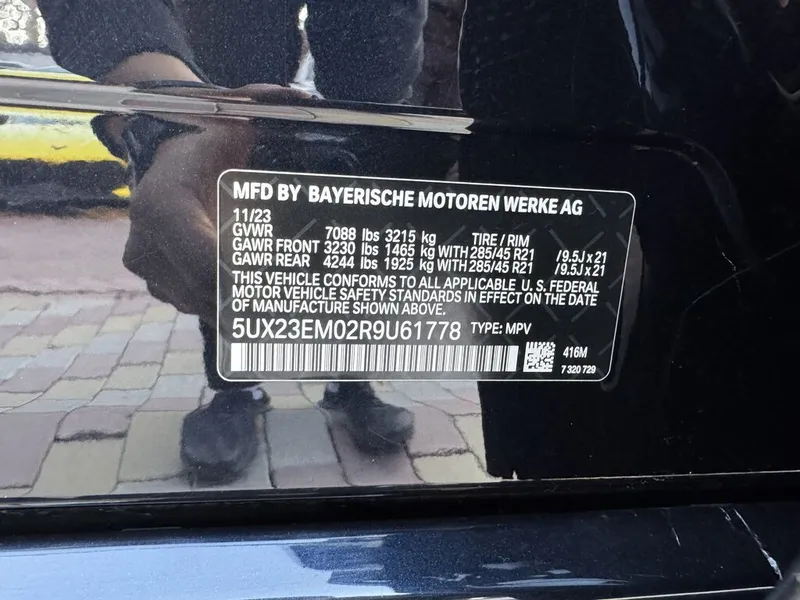 MFD BY BAYERISCHE MOTOREN WERKE AG
11/23
GVWR 7088 lbs 3215 kg TIRE / RIM
GAWR FRONT 3230 lbs 1465 kg WITH 285/45 R21 /9.5J x 21
GAWR REAR 4244 lbs 1925 kg WITH 285/45 R21 /9.5J x 21
THIS VEHICLE CONFORMS TO ALL APPLICABLE U. S. FEDERAL
MOTOR VEHICLE SAFETY STANDARDS IN EFFECT ON THE DATE
OF MANUFACTURE SHOWN ABOVE.
5UX23EM02R9U61778 TYPE: MPV
416M
7 320 729